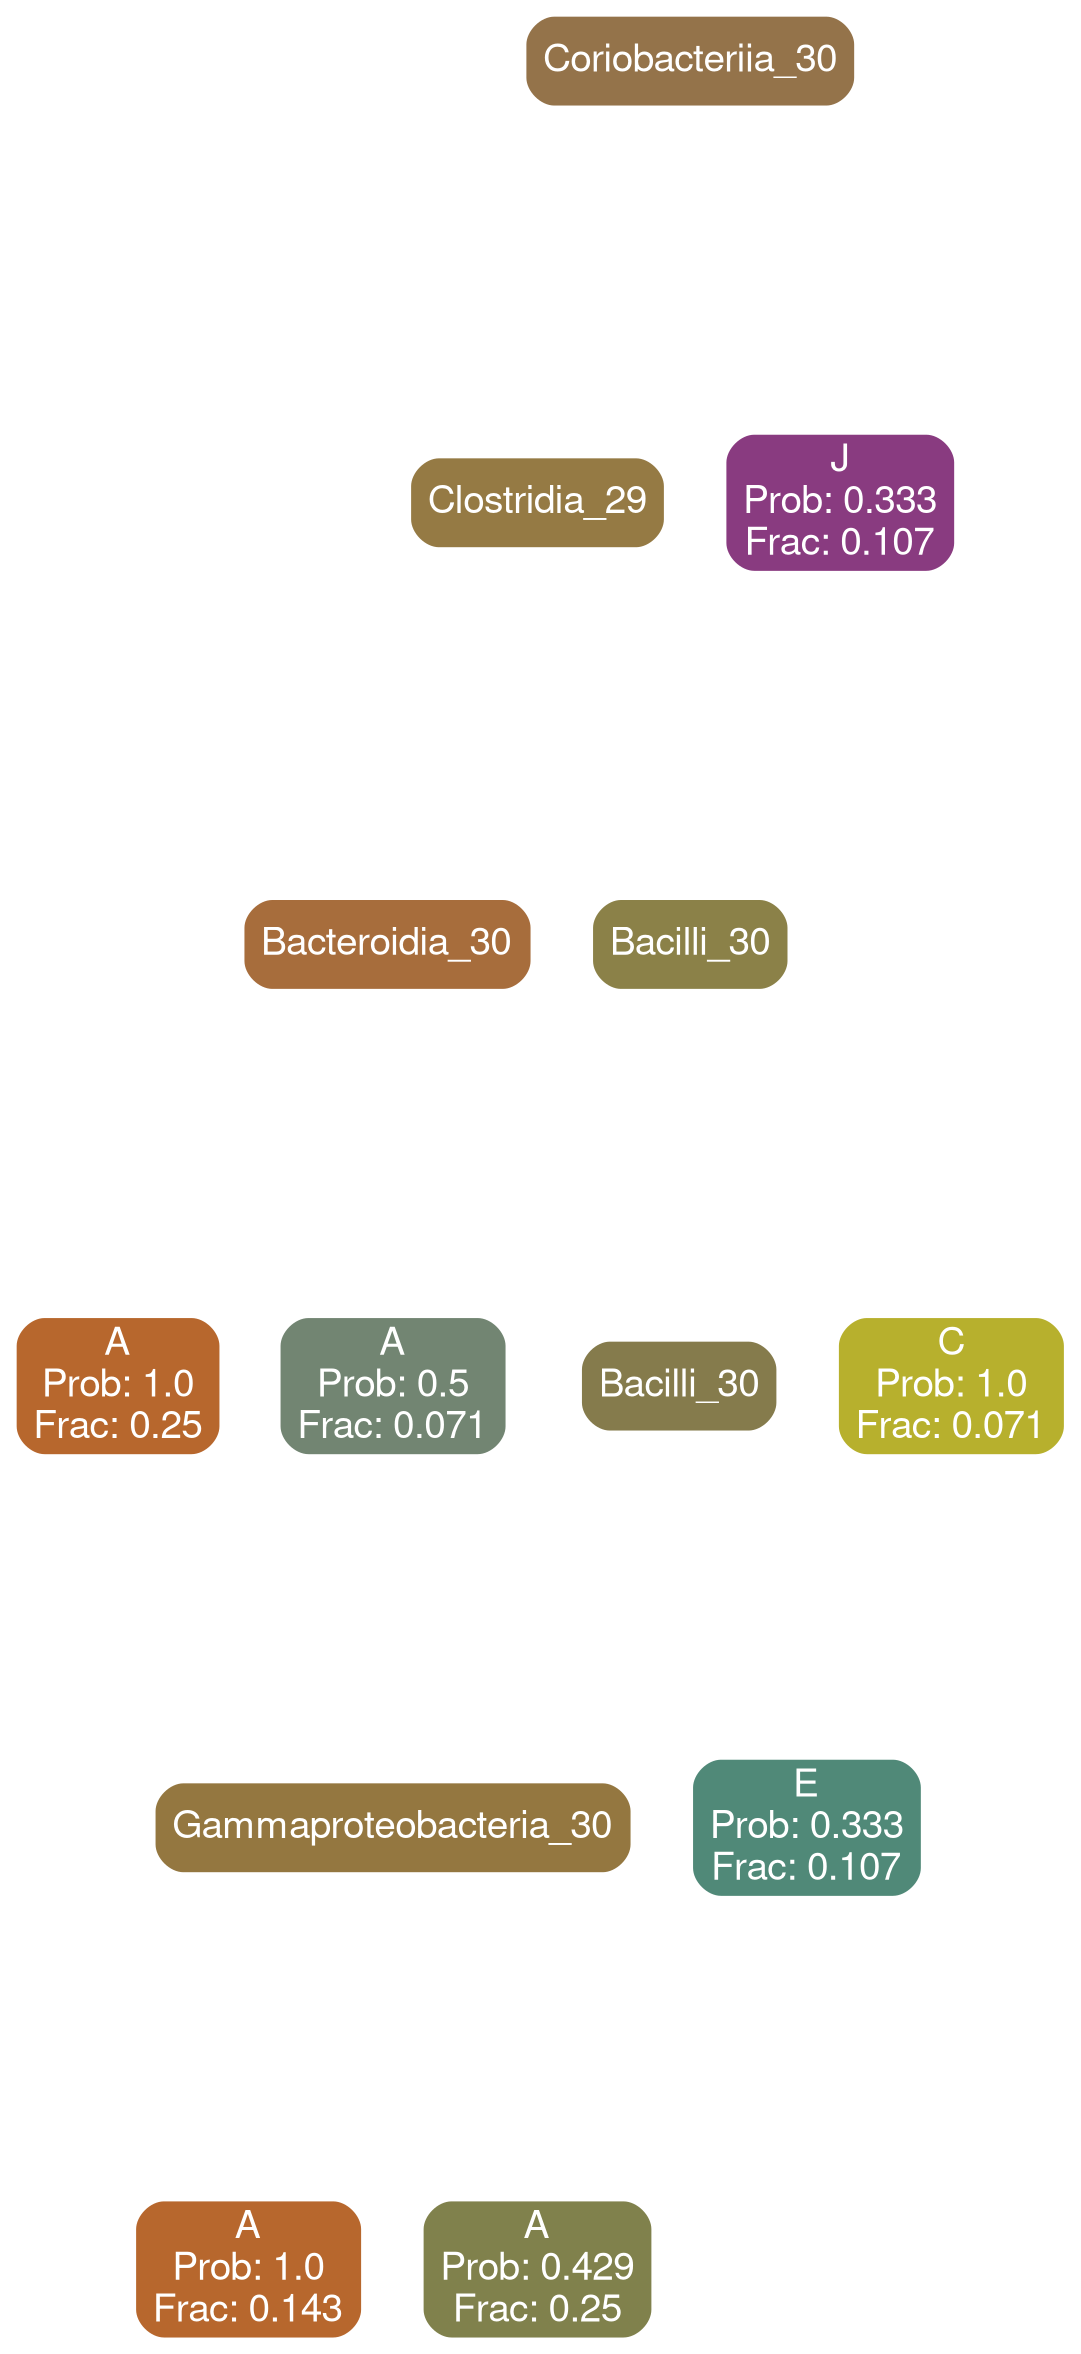 Coriobacteriia_30
Clostridia_29
J
Prob: 0.333
Frac: 0.107
Bacteroidia_30
Bacilli_30
A
Prob: 1.0
Frac: 0.25
A
Prob: 0.5
Frac: 0.071
Bacilli_30
C
Prob: 1.0
Frac: 0.071
Gammaproteobacteria_30
E
Prob: 0.333
Frac: 0.107
A
Prob: 1.0
Frac: 0.143
A
Prob: 0.429
Frac: 0.25